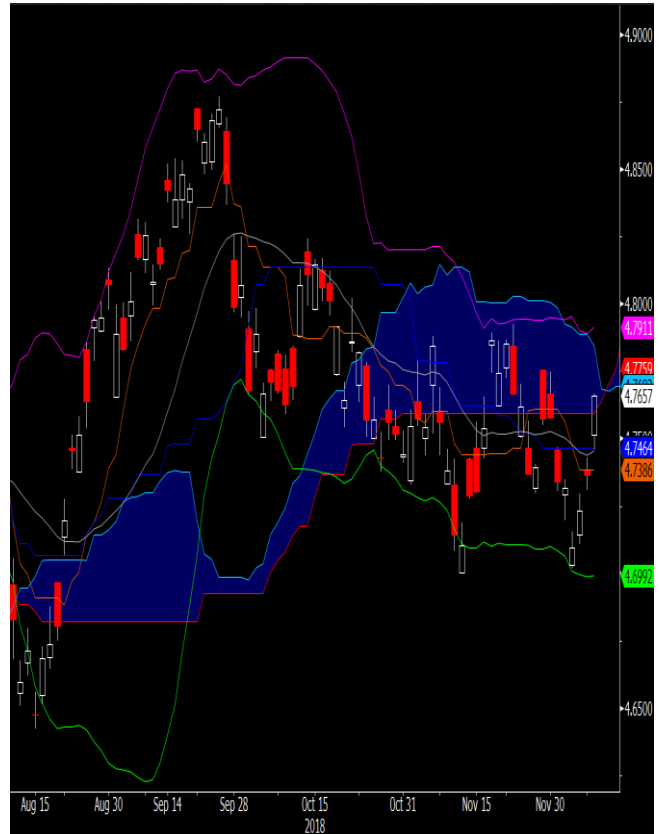 4.9000
4.8500
4.8000
4.7911
4.7759
4.7657
4.7464
4.7386
4.6992
4.6500
Aug 15
Aug 30
Sep 14
Sep 28
Oct 15
Oct 31
Nov 15
Nov 30
2018